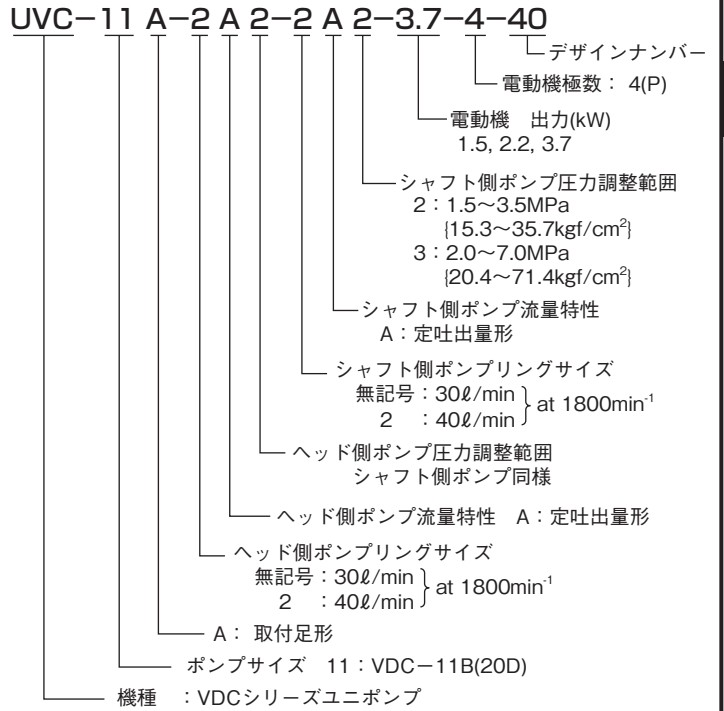 UVC－11 A－2 A 2－2 A 2－3.7－4－40
デザインナンバー
電動機極数： 4(P)
電動機　出力(kW)
1.5, 2.2, 3.7
シャフト側ポンプ圧力調整範囲
2：1.5〜3.5MPa
{15.3〜35.7kgf/cm²}
3：2.0〜7.0MPa
{20.4〜71.4kgf/cm²}
シャフト側ポンプ流量特性
A：定吐出量形
シャフト側ポンプリングサイズ
無記号：30ℓ/min
2　：40ℓ/min
} at 1800min⁻¹
ヘッド側ポンプ圧力調整範囲
シャフト側ポンプ同様
ヘッド側ポンプ流量特性　A：定吐出量形
ヘッド側ポンプリングサイズ
無記号：30ℓ/min
2　：40ℓ/min
} at 1800min⁻¹
A： 取付足形
ポンプサイズ　11：VDC－11B(20D)
機種　：VDCシリーズユニポンプ